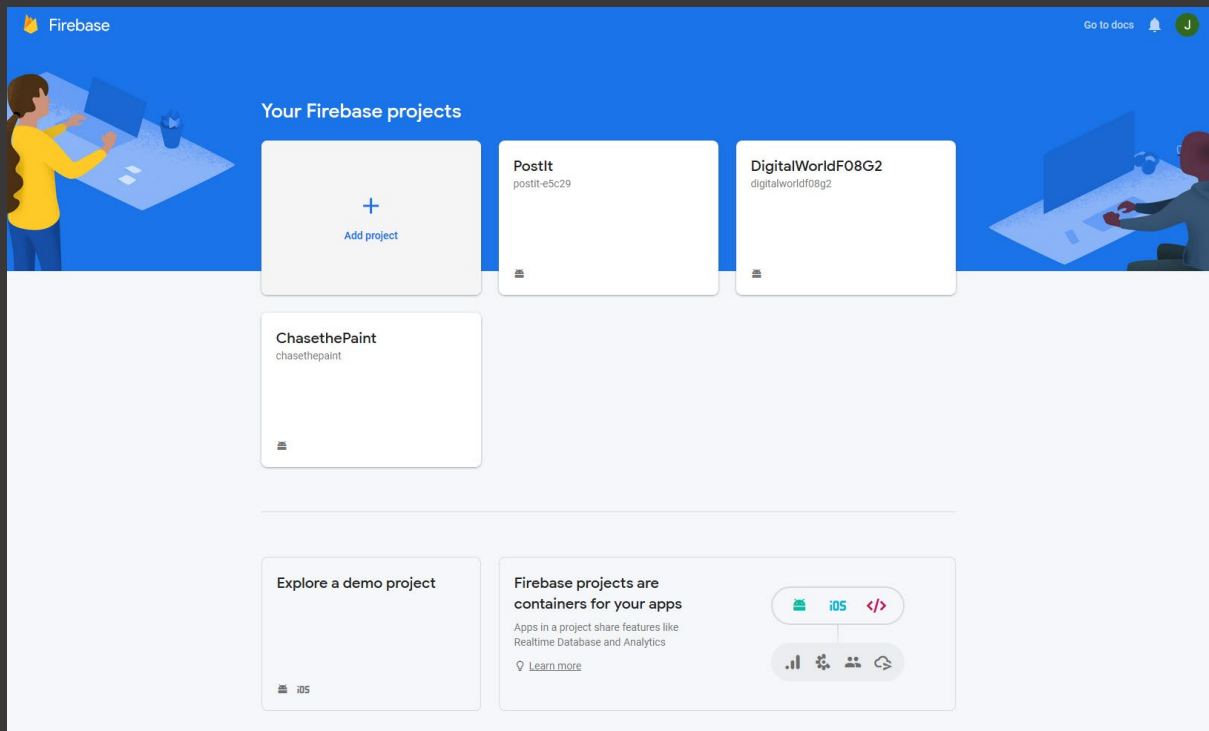 Firebase
Go to docs
J
Your Firebase projects
Add project
PostIt
postit-e5c29
DigitalWorldF08G2
digitalworldf08g2
ChasethePaint
chasethepaint
Explore a demo project
iOS
Firebase projects are
containers for your apps
Apps in a project share features like
Realtime Database and Analytics
Learn more
iOS </>